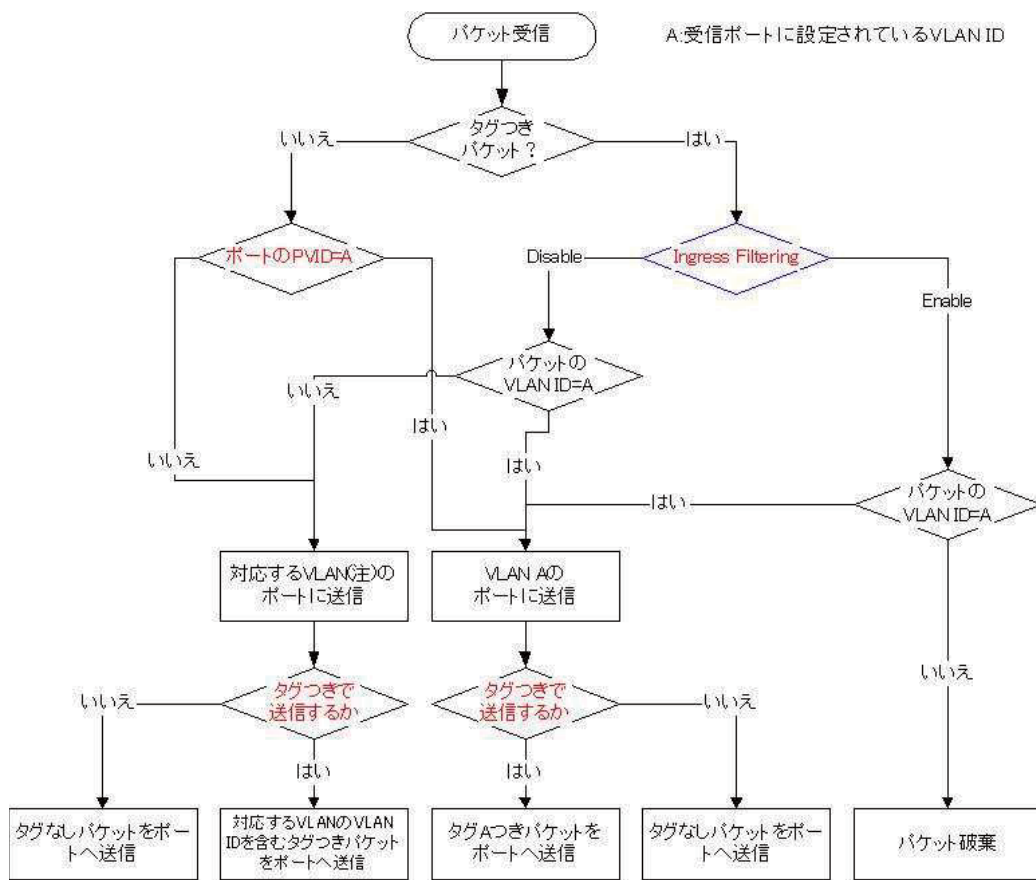 パケット受信
A:受信ポートに設定されているVLAN ID
タグつき
パケット？
いいえ
はい
ポートのPVID=A
Ingress Filtering
Disable
Enable
パケットの
VLAN ID=A
いいえ
はい
はい
いいえ
はい
パケットの
VLAN ID=A
対応するVLAN(注)の
ポートに送信
VLAN Aの
ポートに送信
いいえ
タグつきで
送信するか
いいえ
タグつきで
送信するか
いいえ
はい
はい
タグなしパケットをポー
トへ送信
対応するVLANのVLAN
IDを含むタグつきパケット
をポートへ送信
タグAつきパケットを
ポートへ送信
タグなしパケットをポー
トへ送信
パケット破棄